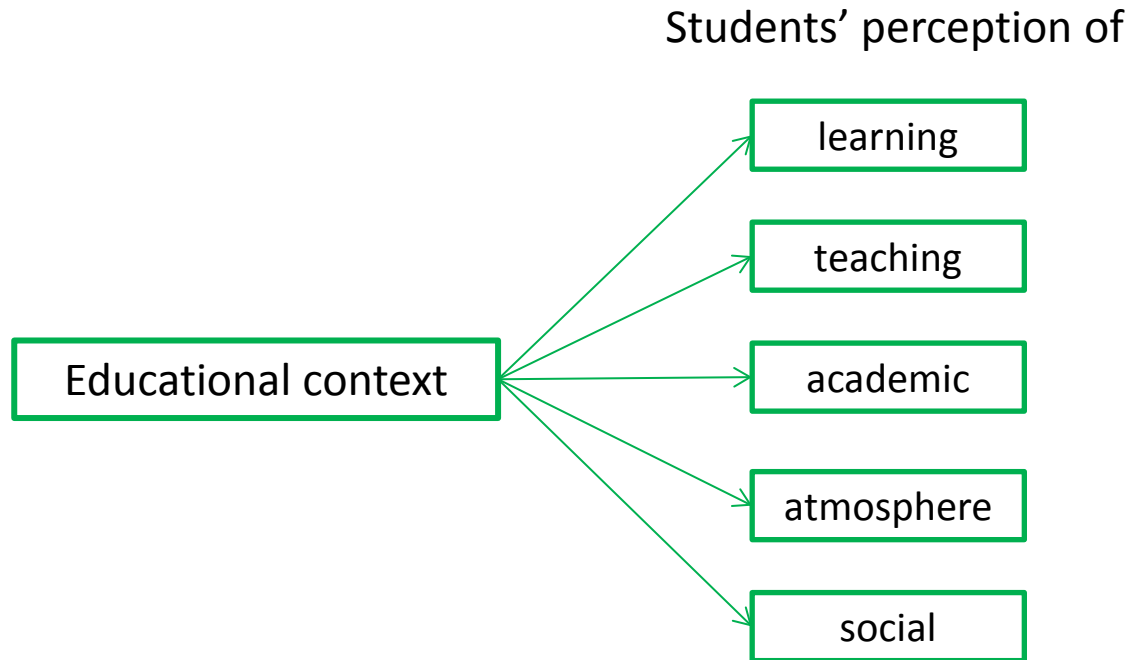 Students’ perception of
learning
teaching
Educational context
academic
atmosphere
social